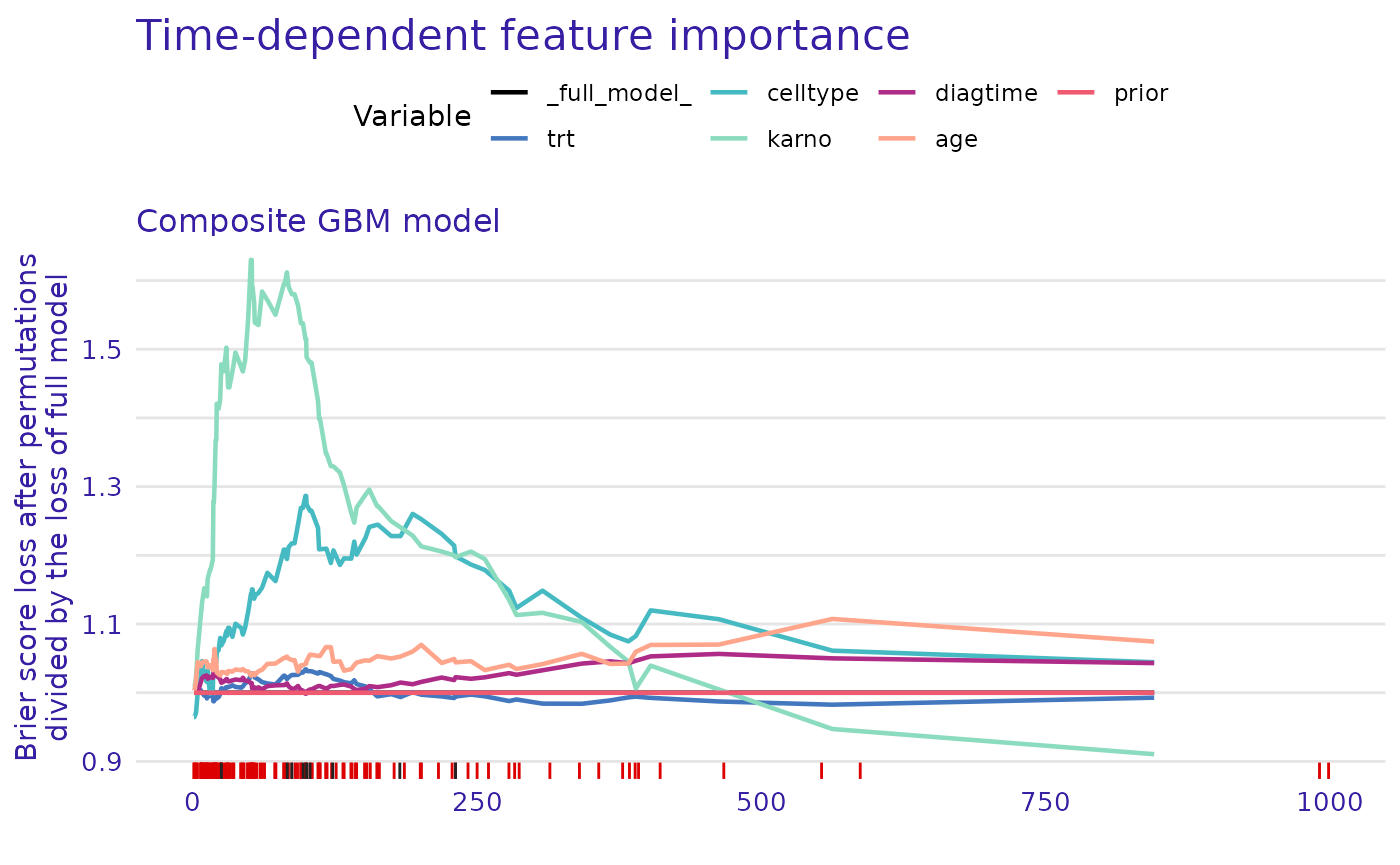 Time-dependent feature importance
Variable
_full_model_ celltype diagtime prior
trt karno age
Composite GBM model
Brier score loss after permutations
divided by the loss of full model
1.5
1.3
1.1
0.9
0 250 500 750 1000